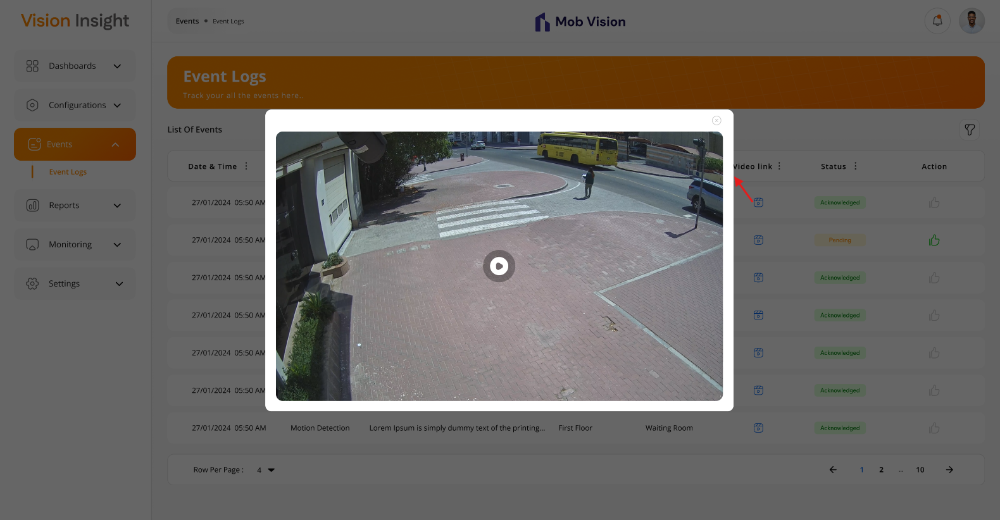 Vision Insight
Events • Event Logs
Mob Vision
Dashboards
Configurations
Events
Event Logs
Reports
Monitoring
Settings
Event Logs
Track your all the events here..
List Of Events
Date & Time
Video link
Status
Action
27/01/2024 05:50 AM
Acknowledged
27/01/2024 05:50 AM
Pending
27/01/2024 05:50 AM
Acknowledged
27/01/2024 05:50 AM
Acknowledged
27/01/2024 05:50 AM
Acknowledged
27/01/2024 05:50 AM
Acknowledged
27/01/2024 05:50 AM Motion Detection Lorem Ipsum is simply dummy text of the printing... First Floor Waiting Room Acknowledged
Row Per Page : 4
1 2 ... 10